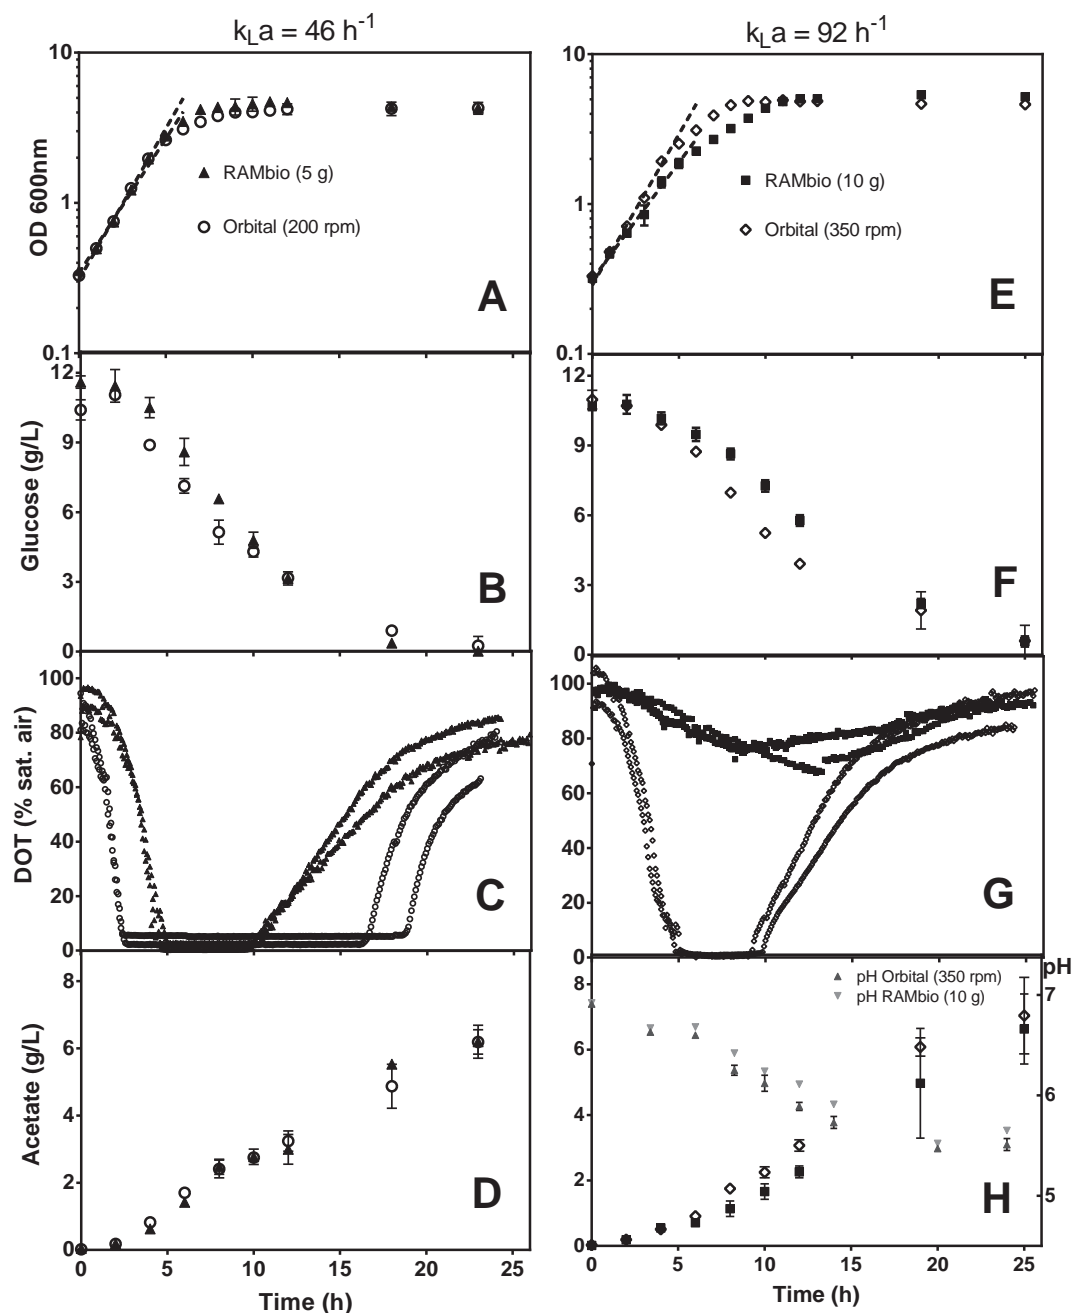 kLa = 46 h-1
kLa = 92 h-1
10
1
0.1
OD 600nm
RAMbio (5 g)
Orbital (200 rpm)
A
10
1
0.1
RAMbio (10 g)
Orbital (350 rpm)
E
12
9
6
3
0
Glucose (g/L)
B
12
9
6
3
0
F
100
80
60
40
20
0
DOT (% sat. air)
C
100
80
60
40
20
0
G
8
6
4
2
0
Acetate (g/L)
D
0 5 10 15 20 25
Time (h)
8
6
4
2
0
pH Orbital (350 rpm)
pH RAMbio (10 g)
pH
7
6
5
H
0 5 10 15 20 25
Time (h)